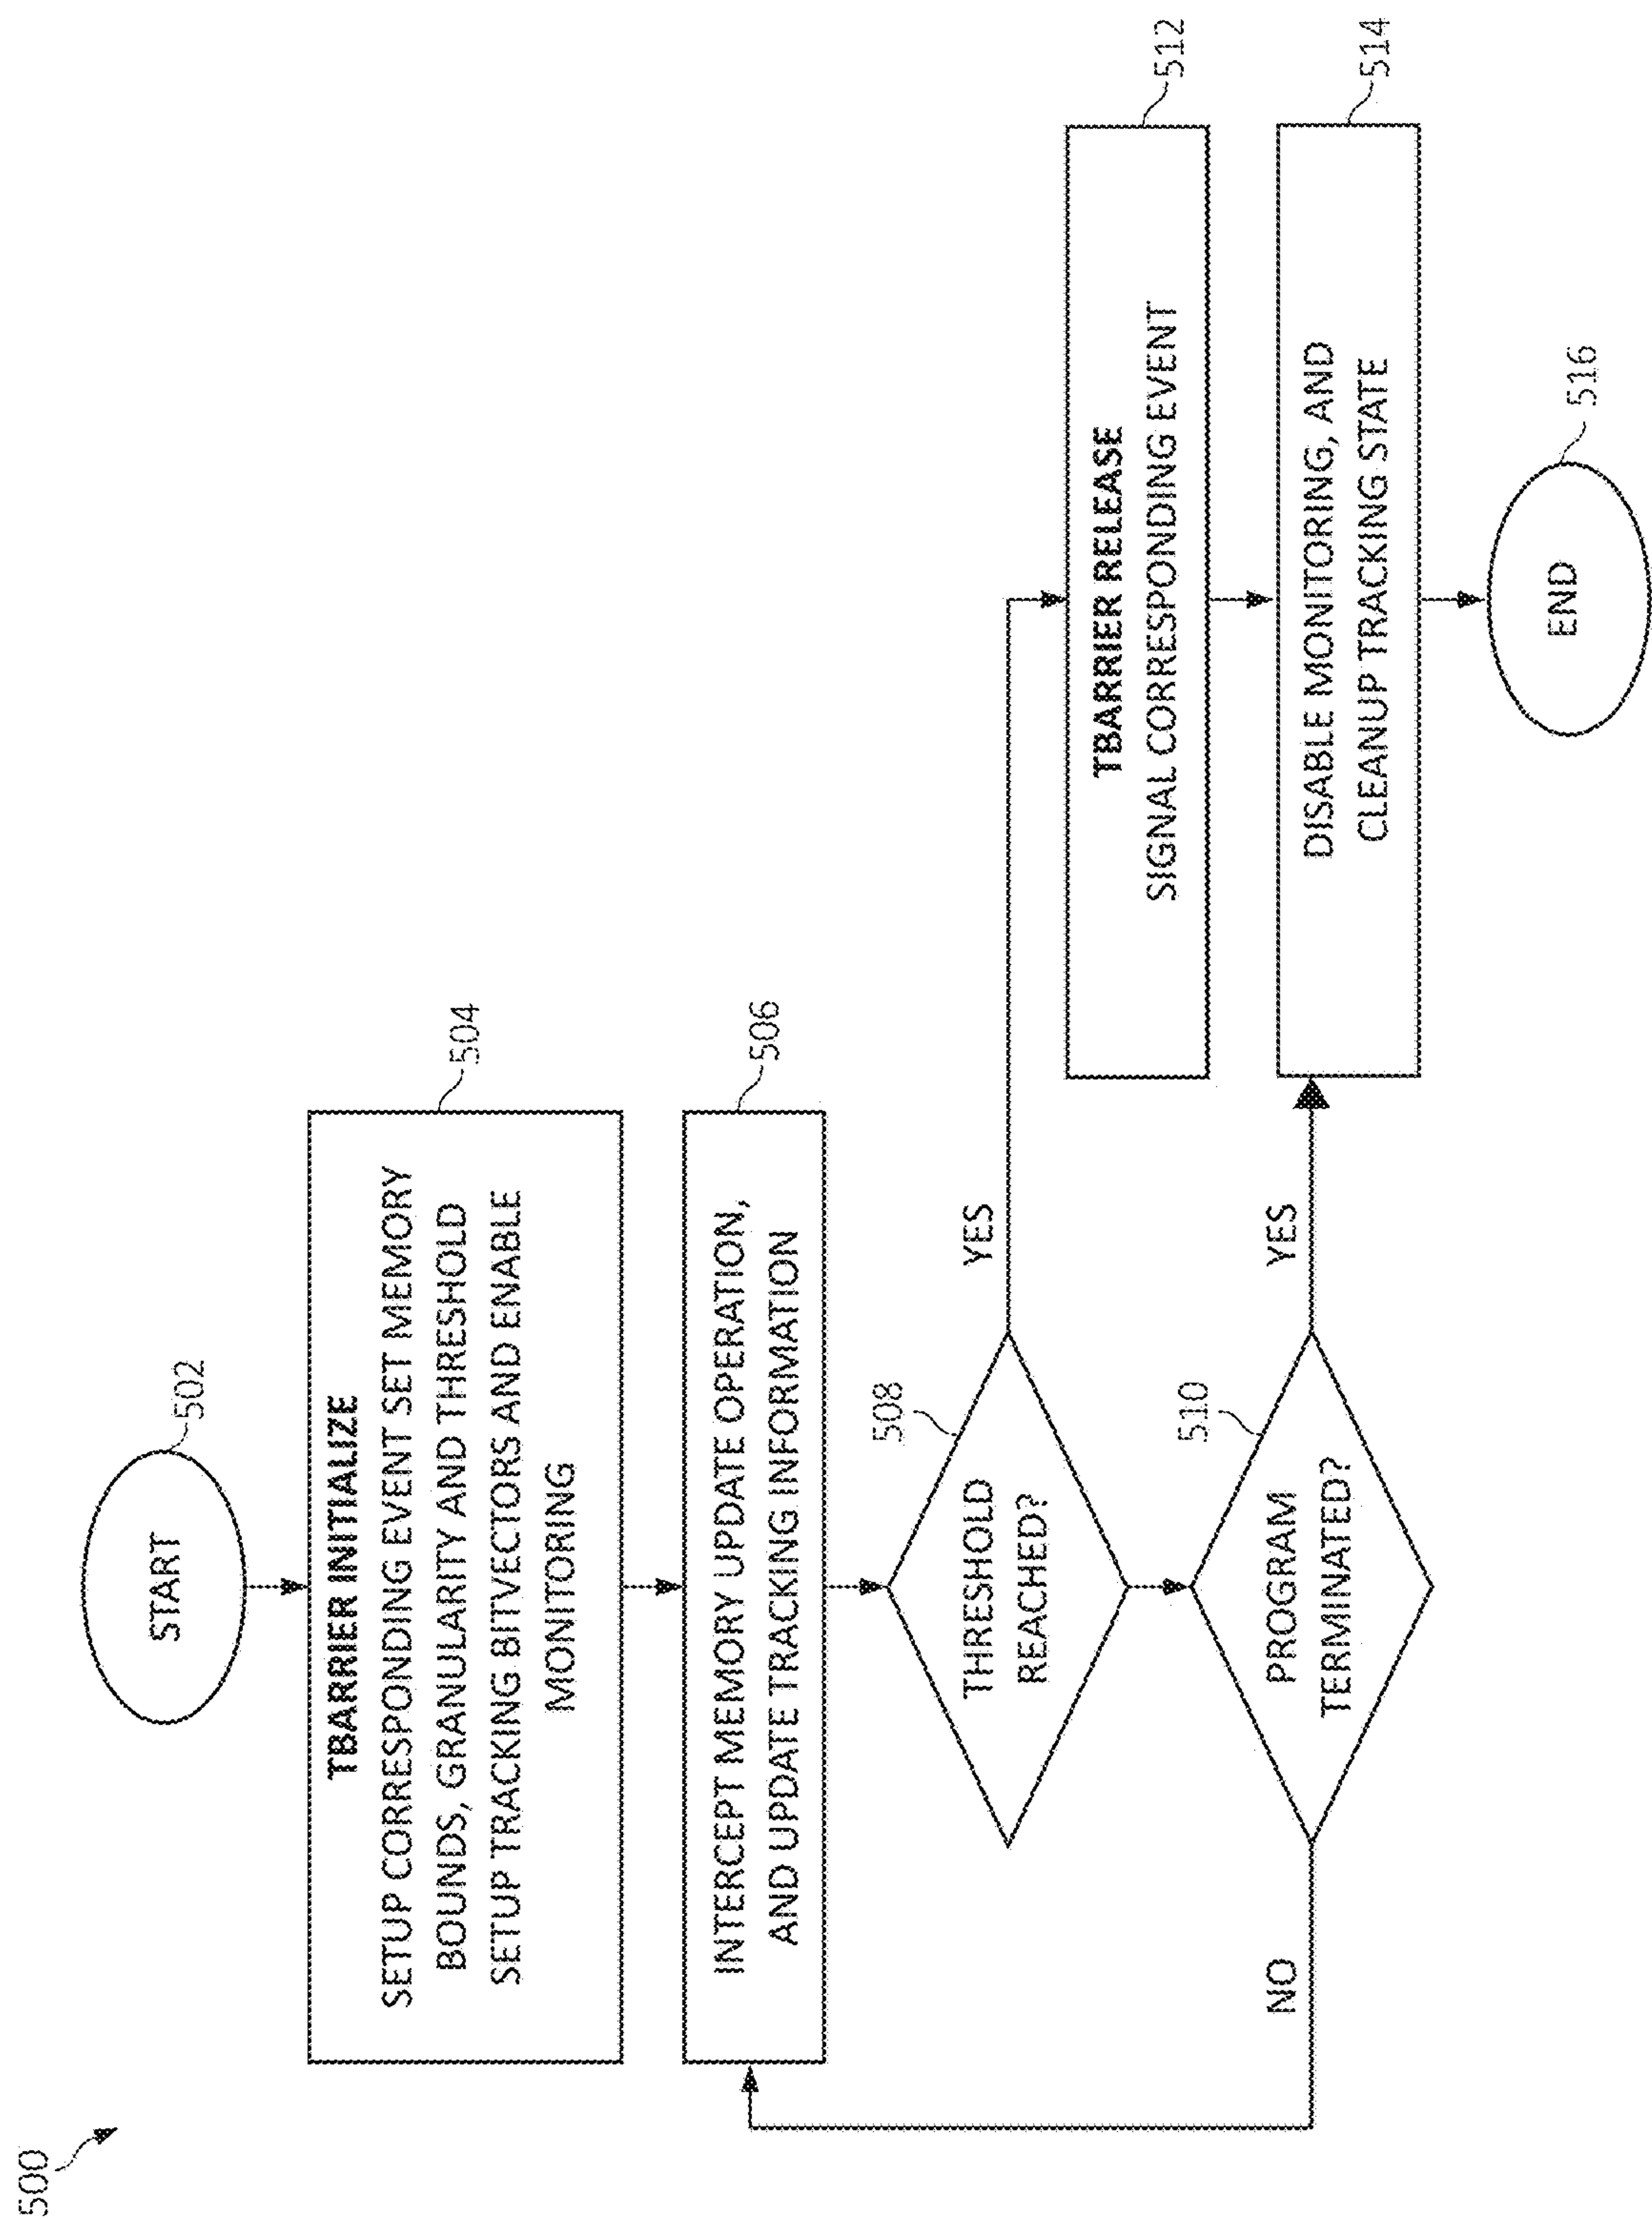 500
START
502
TBARRIER INITIALIZE
SETUP CORRESPONDING EVENT SET MEMORY
BOUNDS, GRANULARITY AND THRESHOLD
SETUP TRACKING BITVECTORS AND ENABLE
MONITORING
504
INTERCEPT MEMORY UPDATE OPERATION,
AND UPDATE TRACKING INFORMATION
506
THRESHOLD
REACHED?
508
YES
PROGRAM
TERMINATED?
510
YES
NO
TBARRIER RELEASE
SIGNAL CORRESPONDING EVENT
512
DISABLE MONITORING, AND
CLEANUP TRACKING STATE
514
END
516